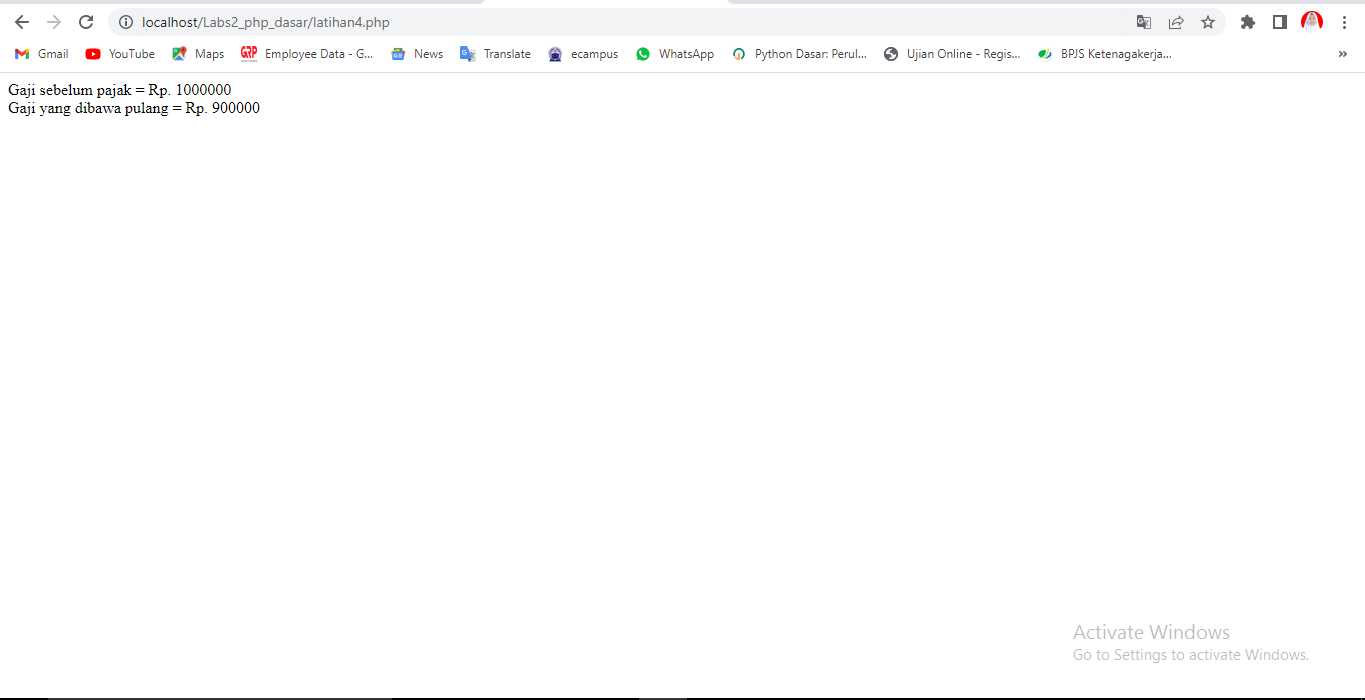 localhost/Labs2_php_dasar/latihan4.php
Gmail YouTube Maps GRP Employee Data - G... News Translate ecampus WhatsApp Python Dasar: Perul... Ujian Online - Regis... BPJS Ketenagakerja... »
Gaji sebelum pajak = Rp. 1000000
Gaji yang dibawa pulang = Rp. 900000
Activate Windows
Go to Settings to activate Windows.